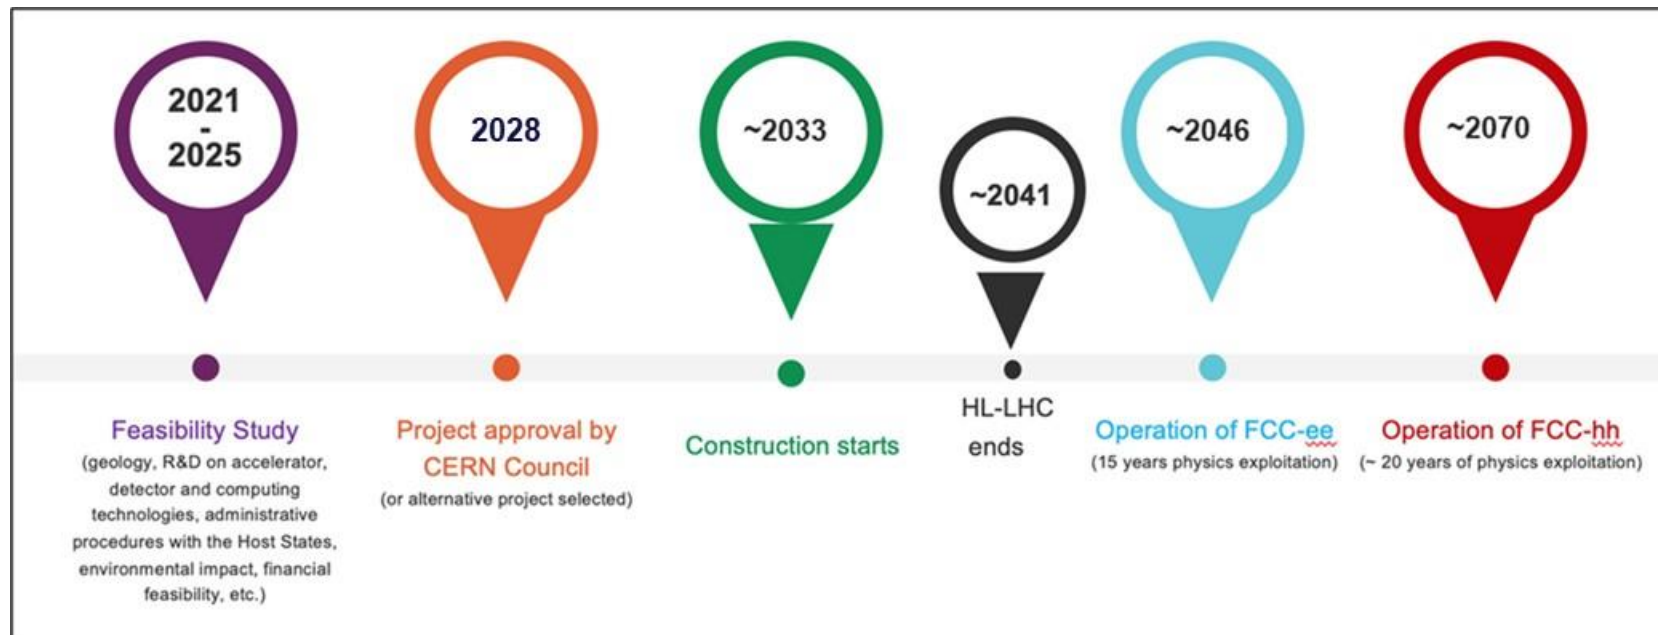 2021
-
2025
2028
~2033
~2041
~2046
~2070
Feasibility Study
(geology, R&D on accelerator,
detector and computing
technologies, administrative
procedures with the Host States,
environmental impact, financial
feasibility, etc.)
Project approval by
CERN Council
(or alternative project selected)
Construction starts
HL-LHC
ends
Operation of FCC-ee
(15 years physics exploitation)
Operation of FCC-hh
(~ 20 years of physics exploitation)